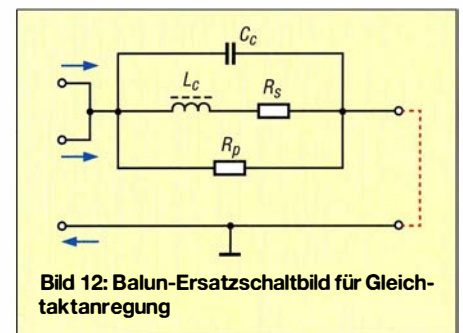 C_c
L_c
R_s
R_p
Bild 12: Balun-Ersatzschaltbild für Gleich-
taktanregung